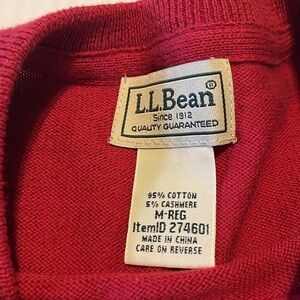 L.L.Bean®
Since 1912
QUALITY GUARANTEED
95% COTTON
5% CASHMERE
M-REG
ItemID 274601
MADE IN CHINA
CARE ON REVERSE